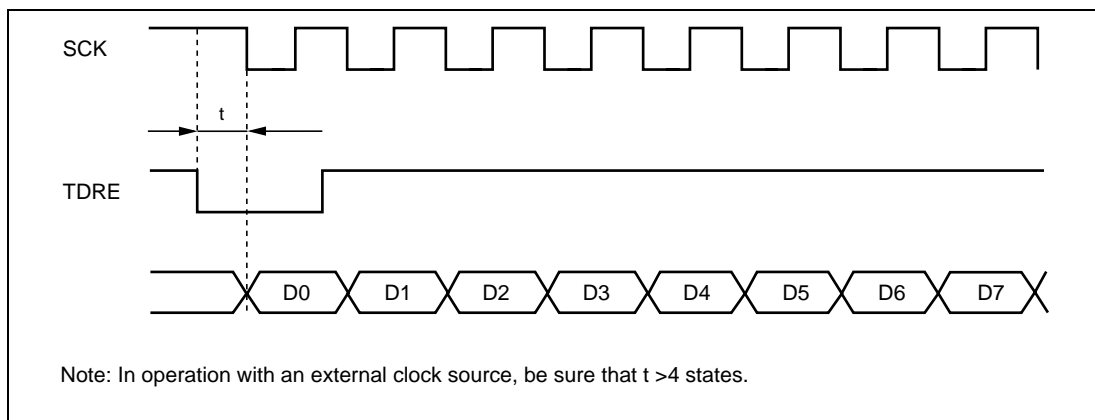 SCK
t
TDRE
D0 D1 D2 D3 D4 D5 D6 D7
Note: In operation with an external clock source, be sure that t >4 states.